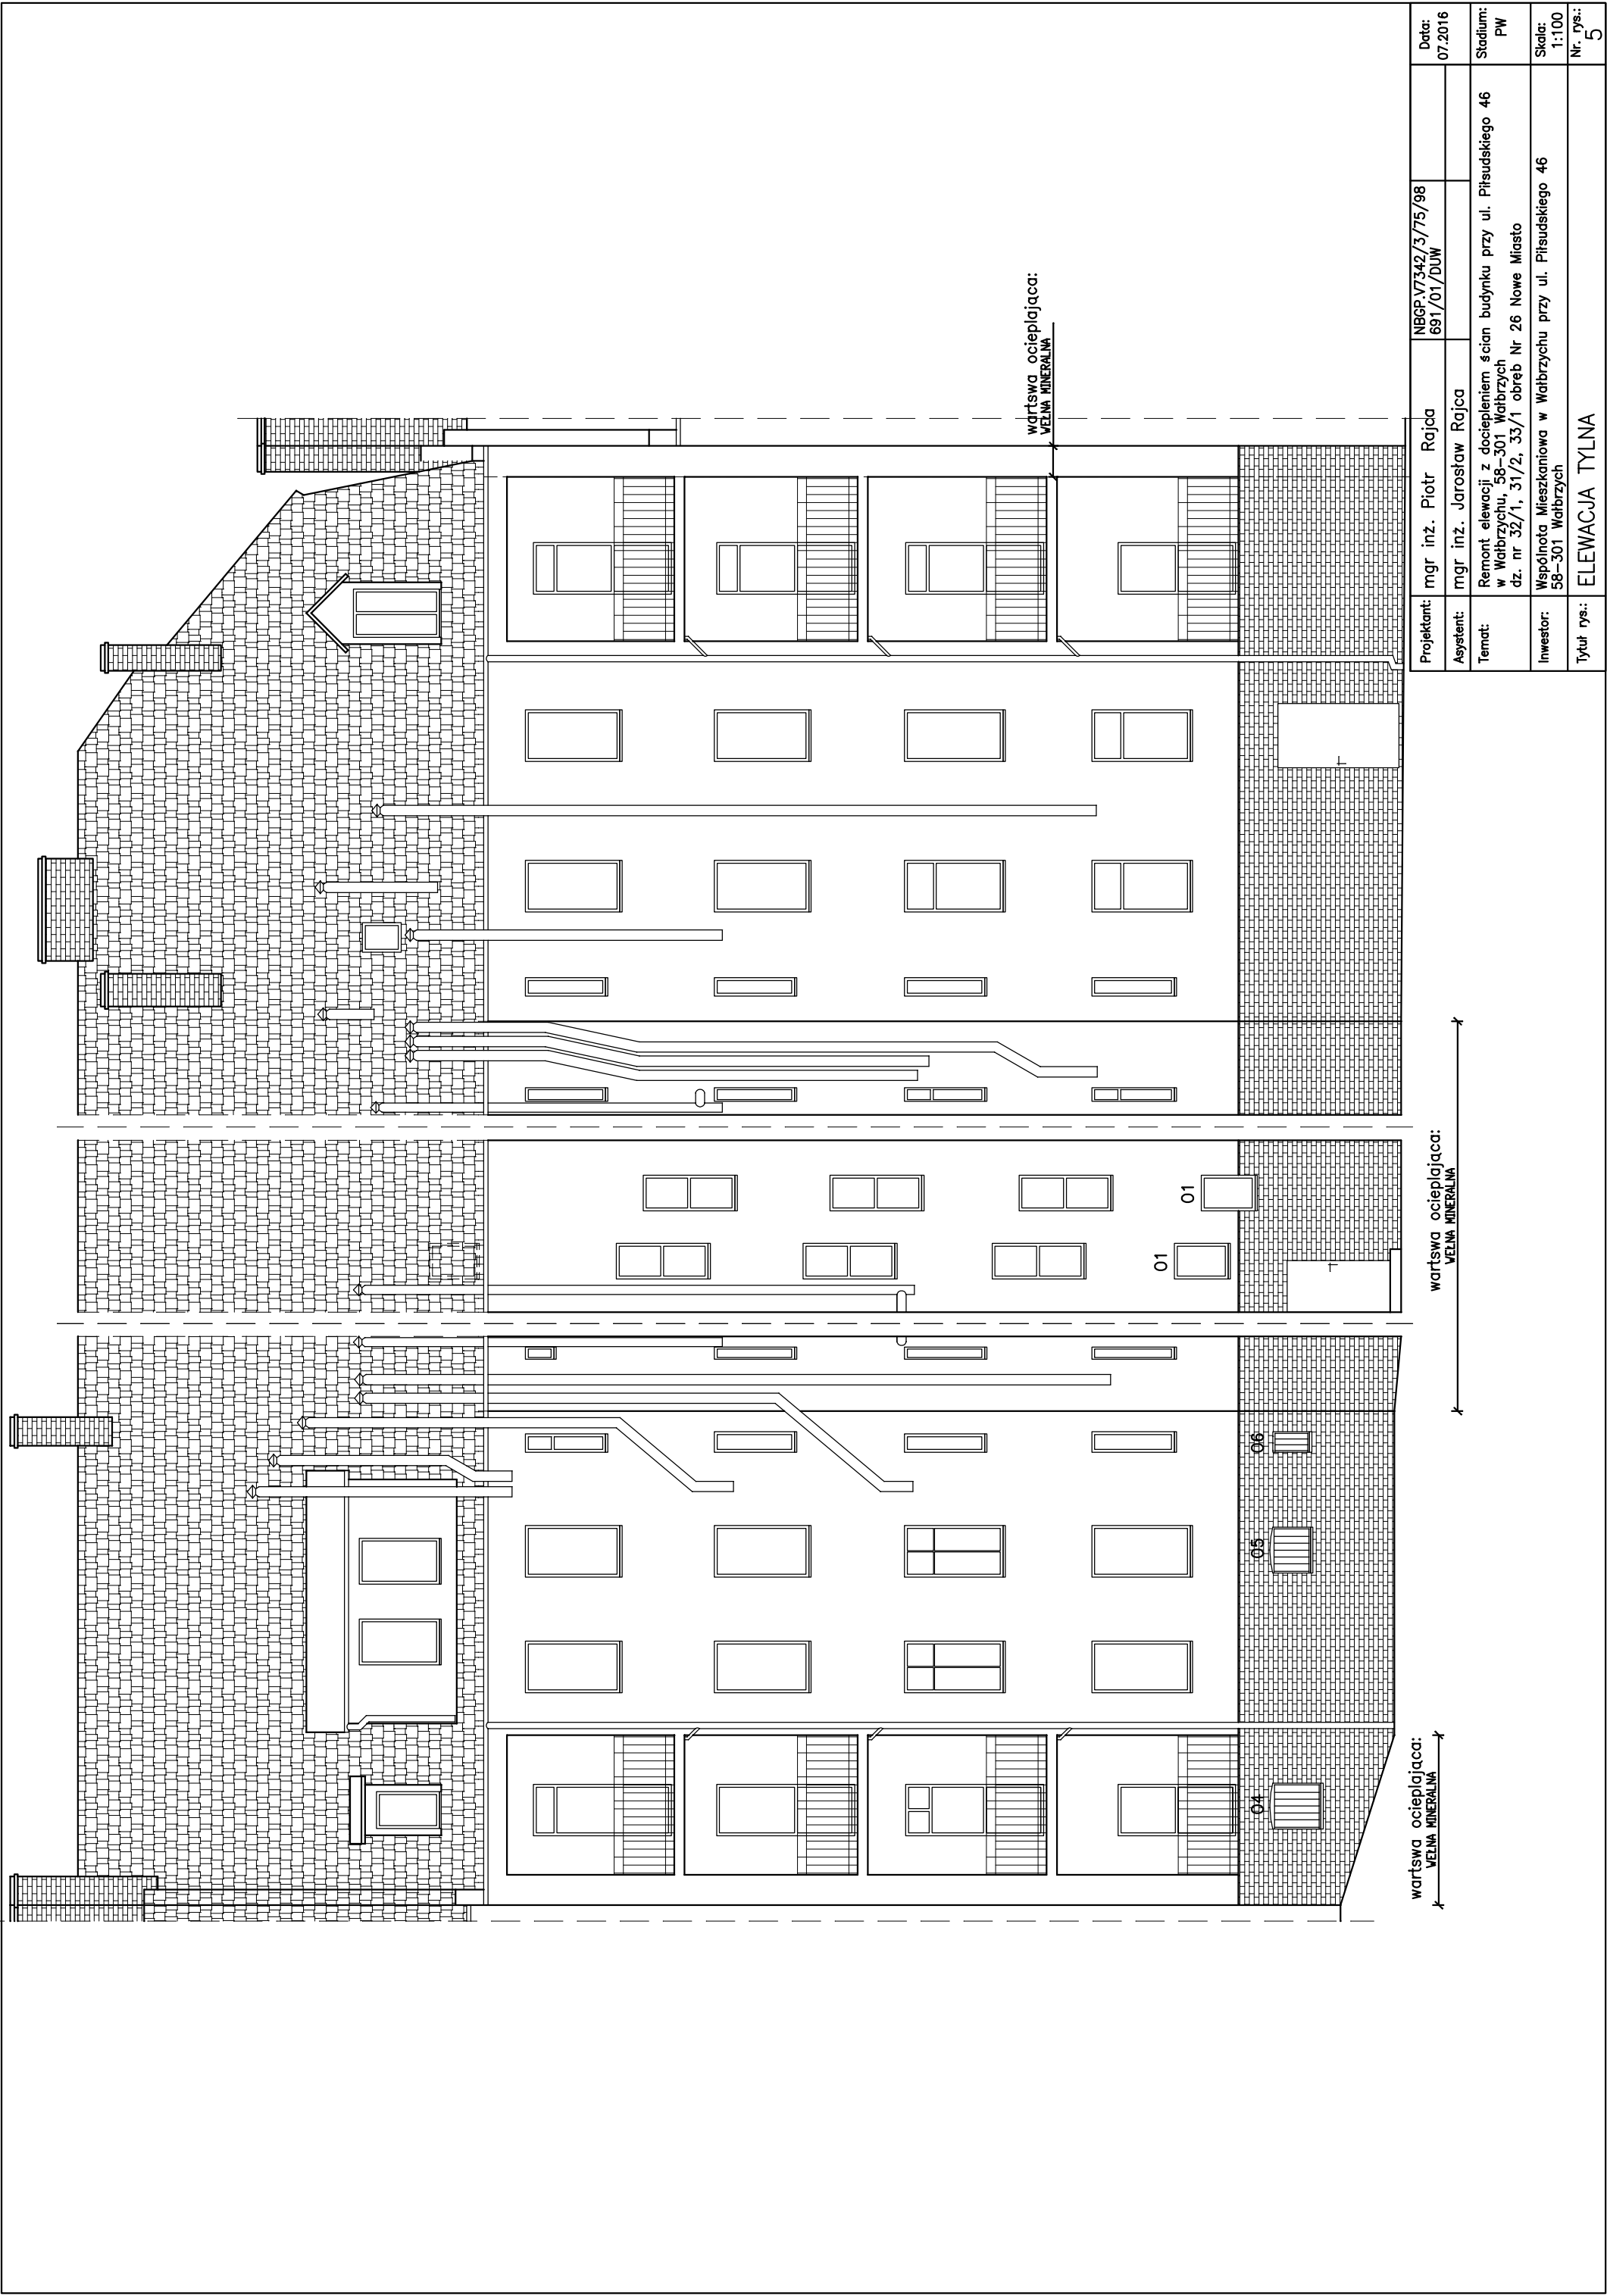 wartswa ocieplająca:
WEŁNA MINERALNA
01
01
04
05
06
wartswa ocieplająca:
WEŁNA MINERALNA
wartswa ocieplająca:
WEŁNA MINERALNA
Projektant: mgr inż. Piotr Rajca NBGP.V7342/3/75/98 Data:
691/01/DUW 07.2016
Asystent: mgr inż. Jarosław Rajca
Temat: Remont elewacji z dociepleniem ścian budynku przy ul. Piłsudskiego 46 Stadium:
w Wałbrzychu, 58-301 Wałbrzych PW
dz. nr 32/1, 31/2, 33/1 obręb Nr 26 Nowe Miasto
Inwestor: Wspólnota Mieszkaniowa w Wałbrzychu przy ul. Piłsudskiego 46 Skala:
58-301 Wałbrzych 1:100
Tytuł rys.: ELEWACJA TYLNA Nr. rys.:
5